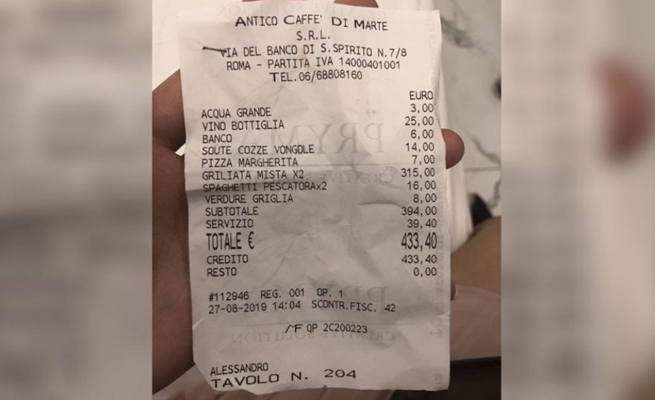 ANTICO CAFFE' DI MARTE
S.R.L.
VIA DEL BANCO DI S.SPIRITO N.7/8
ROMA - PARTITA IVA 14000401001
TEL.06/68808160
EURO
ACQUA GRANDE 3,00
VINO BOTTIGLIA 25,00
BANCO 6,00
SOUTE COZZE VONGOLE 14,00
PIZZA MARGHERITA 7,00
GRILIATA MISTA X2 315,00
SPAGHETTI PESCATORAx2 16,00
VERDURE GRIGLIA 8,00
SUBTOTALE 394,00
SERVIZIO 39,40
TOTALE € 433,40
CREDITO 433,40
RESTO 0,00
#112946 REG. 001 OP. 1
27-08-2019 14:04 SCONTR.FISC. 42
/F QP 2C200223
ALESSANDRO
TAVOLO N. 204